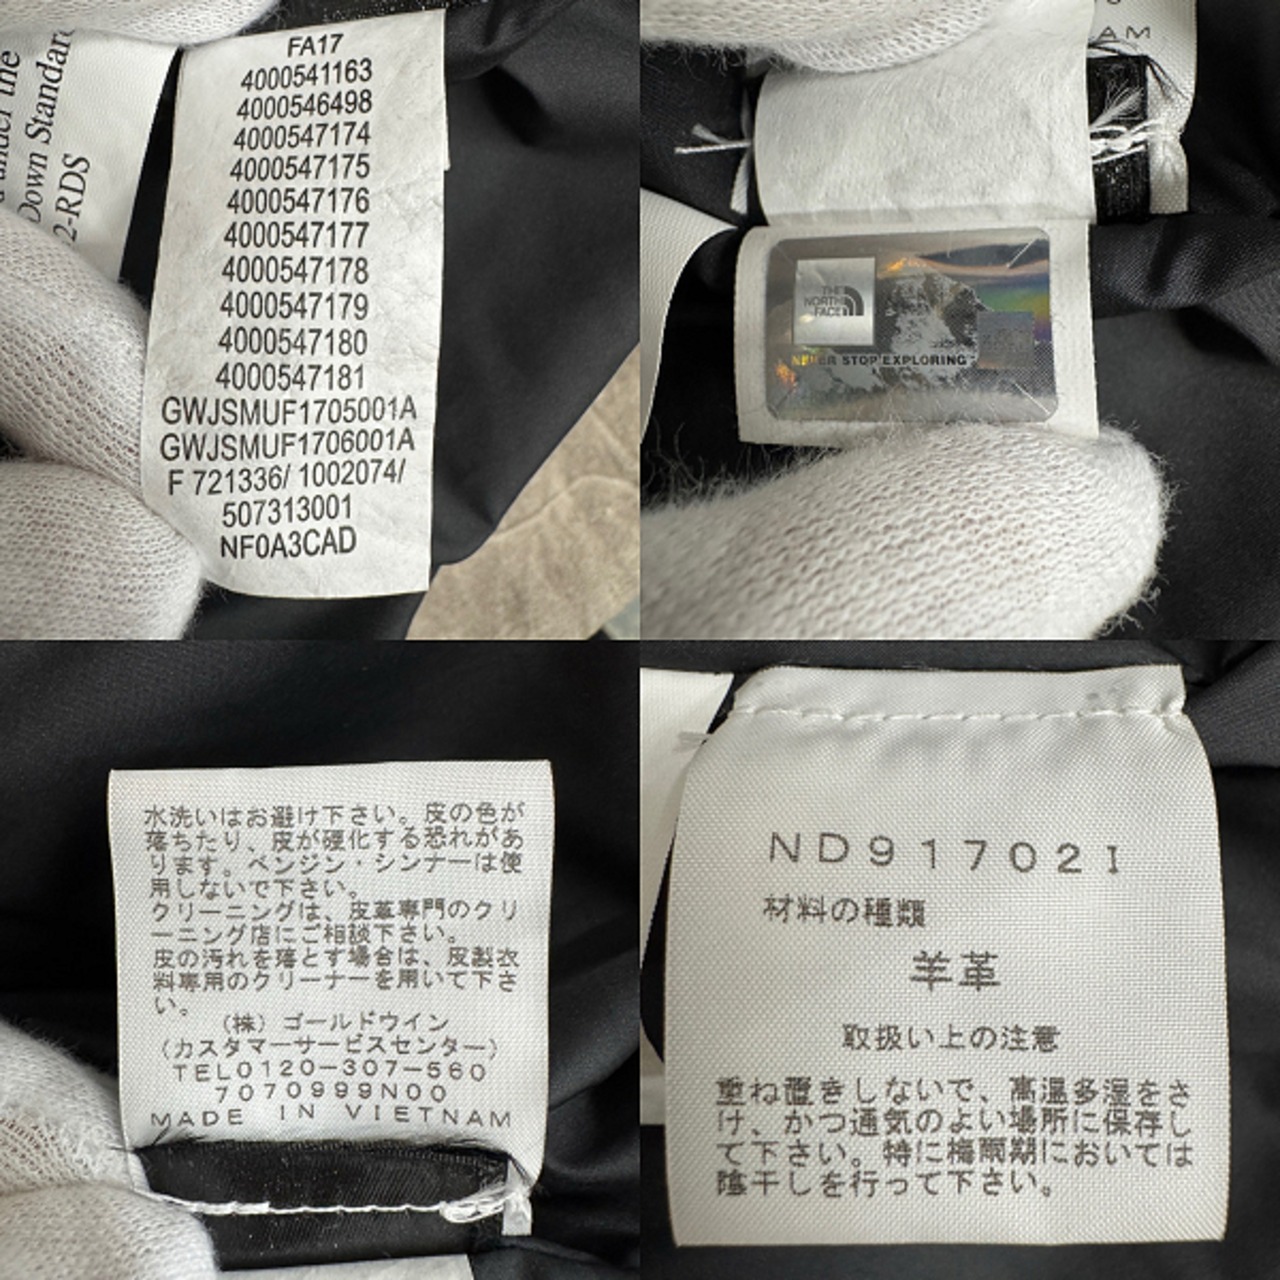 under the
Down Standard
2-RDS
FA17
4000541163
4000546498
4000547174
4000547175
4000547176
4000547177
4000547178
4000547179
4000547180
4000547181
GWJSMUF1705001A
GWJSMUF1706001A
F 721336/ 1002074/
507313001
NF0A3CAD
AM
THE
NORTH
FACE
NEVER STOP EXPLORING
水洗いはお避け下さい。皮の色が
落ちたり、皮が硬化する恐れがあ
ります。ベンジン・シンナーは使
用しないで下さい。
クリーニングは、皮革専門のクリ
ーニング店にご相談下さい。
皮の汚れを落とす場合は、皮製衣
料専用のクリーナーを用いて下さ
い。
(株)ゴールドウイン
(カスタマーサービスセンター)
TEL0120-307-560
7070999N00
MADE IN VIETNAM
ND91702I
材料の種類
羊革
取扱い上の注意
重ね置きしないで、高温多湿をさ
け、かつ通気のよい場所に保存し
て下さい。特に梅雨期においては
陰干しを行って下さい。